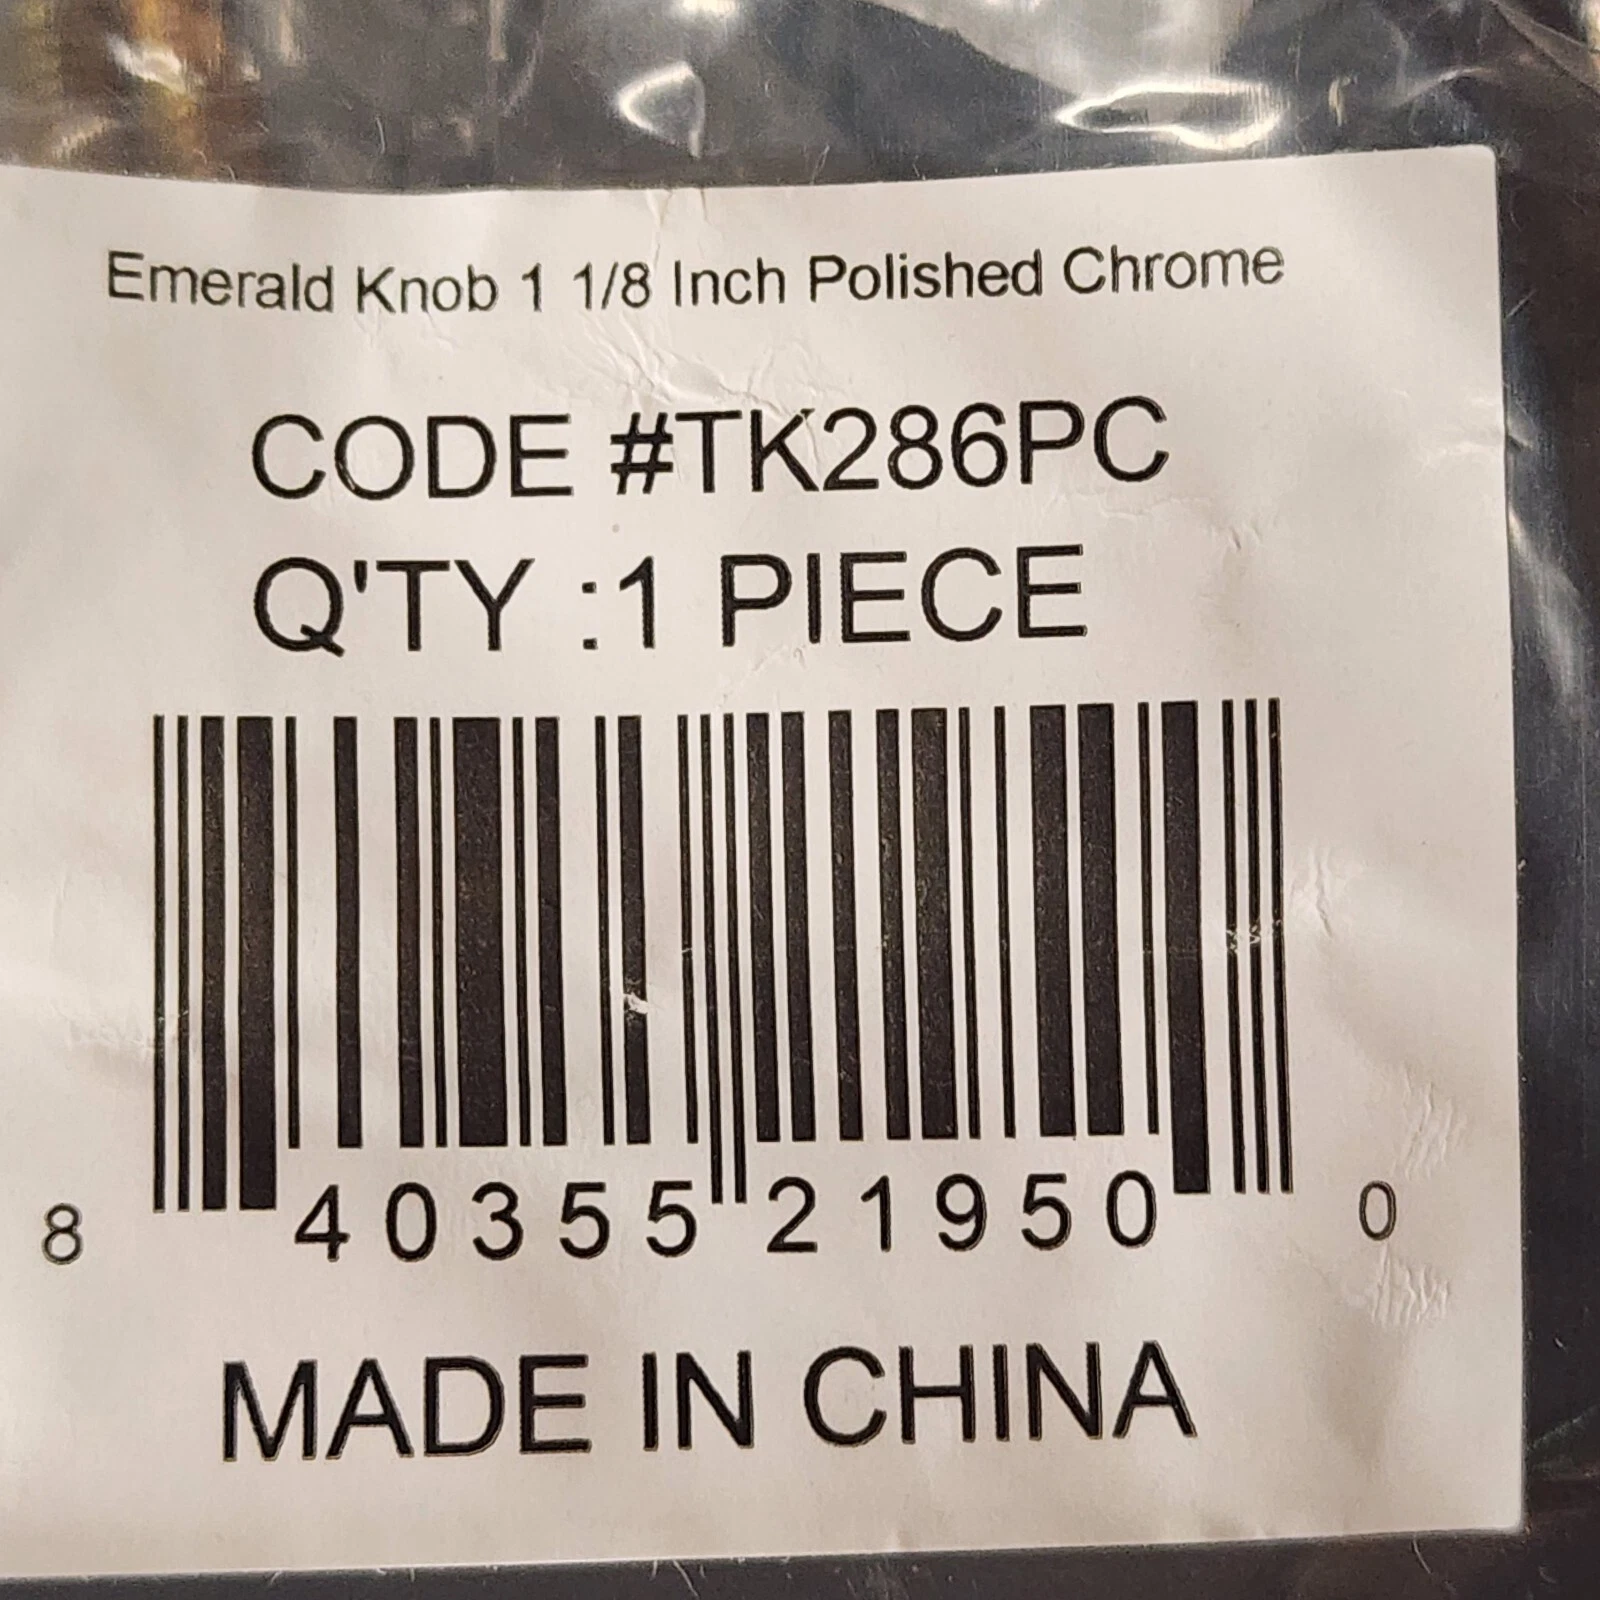 Emerald Knob 1 1/8 Inch Polished Chrome
CODE #TK286PC
Q'TY :1 PIECE
8 40355 21950 0
MADE IN CHINA